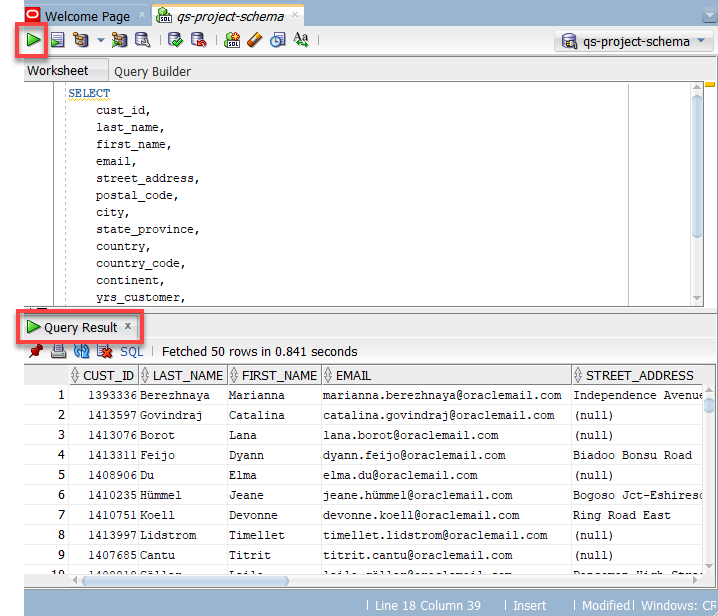 Welcome Page × qs-project-schema ×
qs-project-schema
Worksheet Query Builder
SELECT
cust_id,
last_name,
first_name,
email,
street_address,
postal_code,
city,
state_province,
country,
country_code,
continent,
yrs_customer,
Query Result ×
SQL | Fetched 50 rows in 0.841 seconds
CUST_ID LAST_NAME FIRST_NAME EMAIL STREET_ADDRESS
1 1393336 Berezhnaya Marianna marianna.berezhnaya@oraclemail.com Independence Avenue
2 1413597 Govindraj Catalina catalina.govindraj@oraclemail.com (null)
3 1413076 Borot Lana lana.borot@oraclemail.com (null)
4 1413311 Feijo Dyann dyann.feijo@oraclemail.com Biadoo Bonsu Road
5 1408906 Du Elma elma.du@oraclemail.com (null)
6 1410235 Hümmel Jeane jeane.hümmel@oraclemail.com Bogoso Jct-Eshireso
7 1410751 Koell Devonne devonne.koell@oraclemail.com Ring Road East
8 1413997 Lidstrom Timellet timellet.lidstrom@oraclemail.com (null)
9 1407685 Cantu Titrit titrit.cantu@oraclemail.com (null)
10
| Line 18 Column 39 | Insert | Modified | Windows: CR